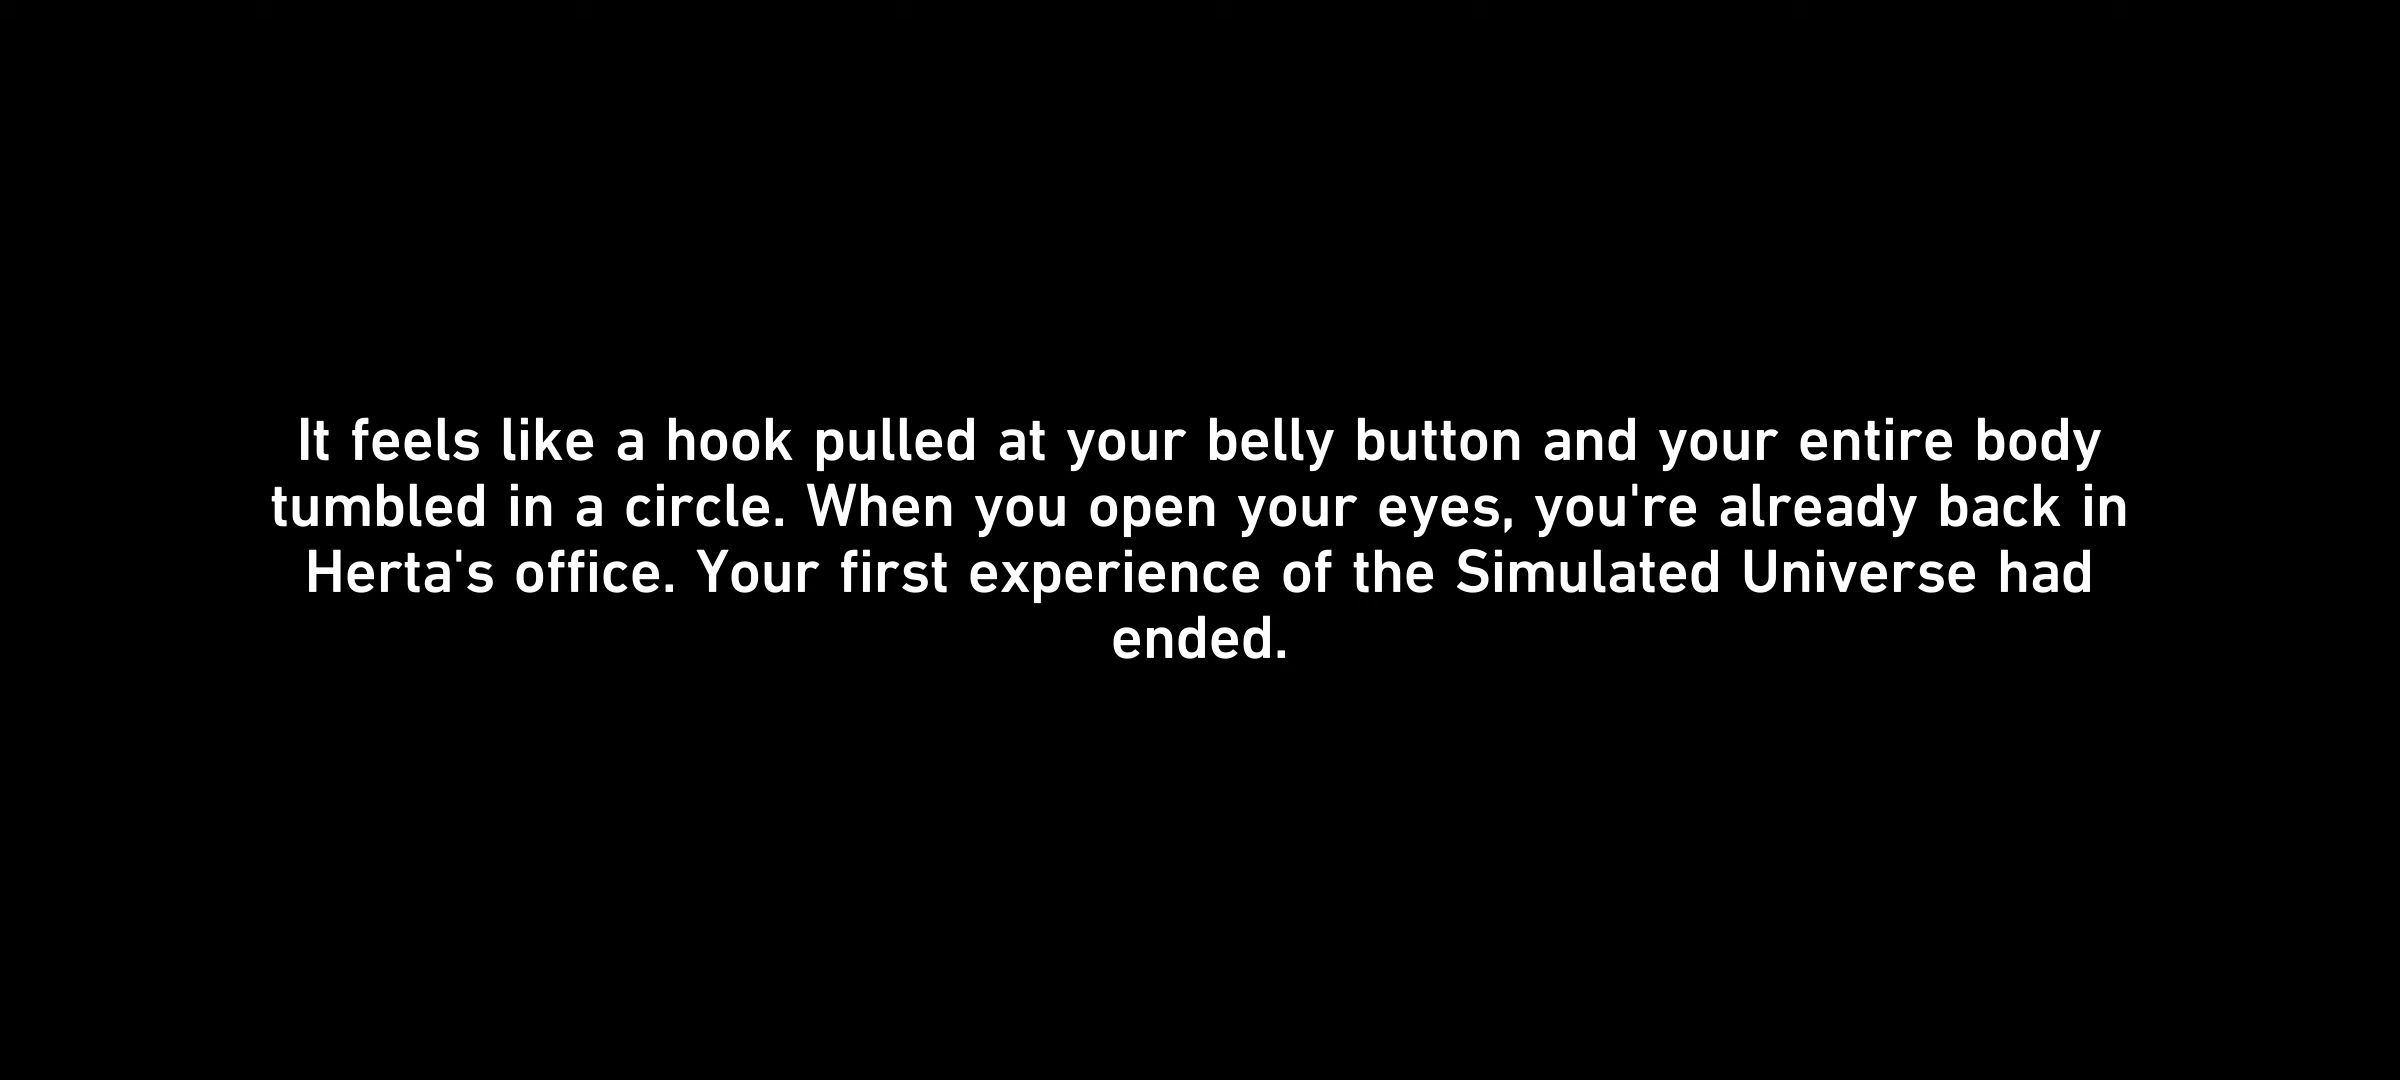 It feels like a hook pulled at your belly button and your entire body
tumbled in a circle. When you open your eyes, you're already back in
Herta's office. Your first experience of the Simulated Universe had
ended.